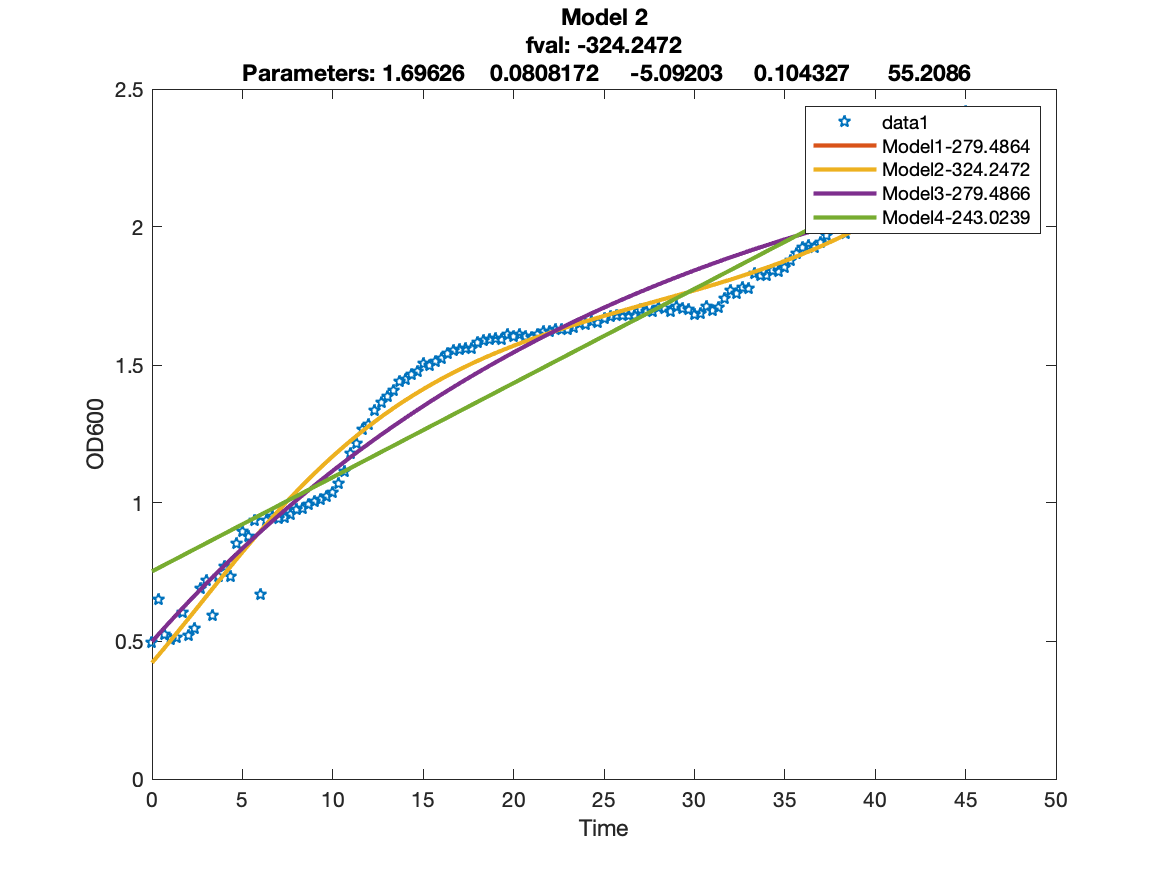 Model 2
fval: -324.2472
Parameters: 1.69626 0.0808172 -5.09203 0.104327 55.2086
2.5
2
1.5
1
0.5
0
OD600
data1
Model1-279.4864
Model2-324.2472
Model3-279.4866
Model4-243.0239
0 5 10 15 20 25 30 35 40 45 50
Time